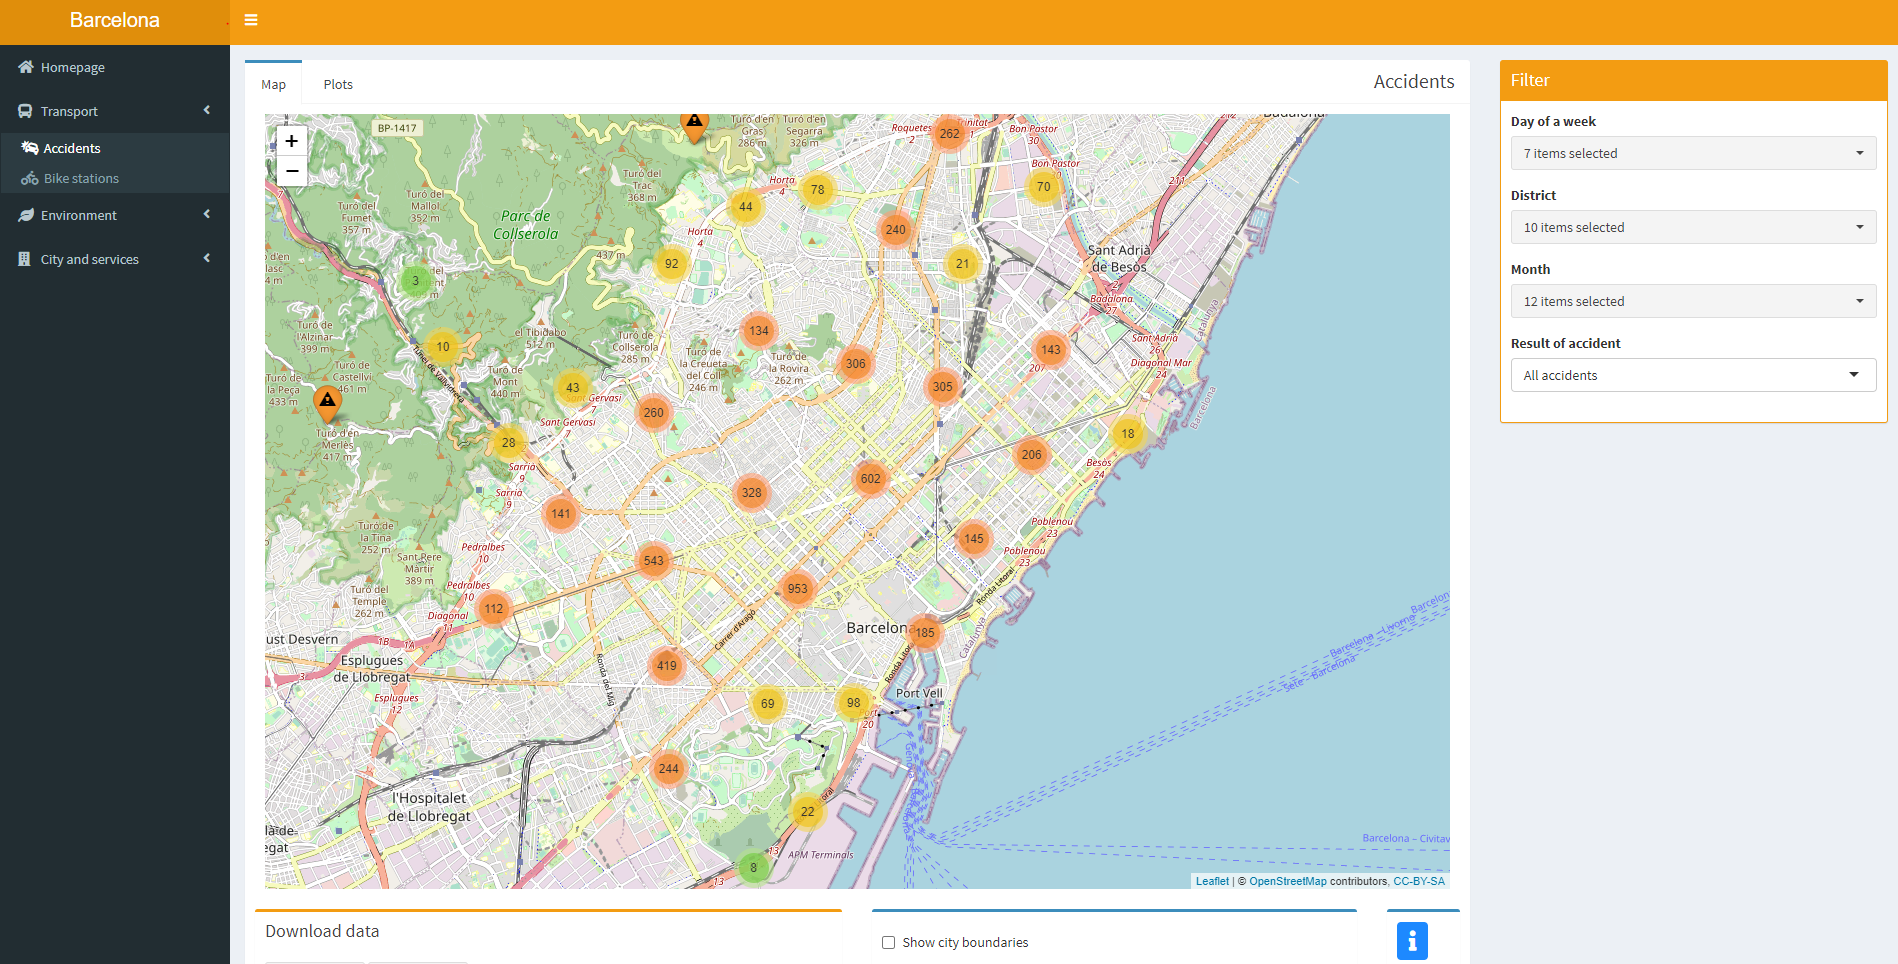 Barcelona
Homepage
Transport
Accidents
Bike stations
Environment
City and services
Map
Plots
Accidents
+
−
BP-1417
Turó d'en
Gras
286 m
Turó d'en
Segarra
326 m
Roquetes
Trinitat
Bon Pastor
30
Badalona
262
Bon Pastor
Horta
4
78
44
70
211
Turó del
Trac
368 m
Turó del
Mallol
352 m
Turó del
Fumet
357 m
Parc de
Collserola
Horta
4
240
437 m
92
21
Sant Adrià
de Besòs
3
Badalona
27
Catalunya
Turó de
l'Alzinar
399 m
el Tibidabo
512 m
10
Túnel de Vallvidrera
134
Turó de
Collserola
285 m
Turó de
la Creueta
del Coll
246 m
Turó de
la Rovira
262 m
306
143
207
Sant Adrià
26
Diagonal Mar
24
Turó de
Castellví
461 m
Turó de
la Peça
433 m
Turó de
Mont
440 m
43
Sant Gervasi
7
305
Barcelona
260
Sant Gervasi
7
Turó d'en
Merlès
417 m
28
18
Sarrià
9
206
Besòs
24
602
328
Sarrià
9
141
Poblenou
23
Turó de
la Tina
252 m
145
Pedralbes
10
Poblenou
23
Sant Pere
Màrtir
389 m
543
Ronda Litoral
953
Turó del
Temple
262 m
Pedralbes
10
112
Diagonal
11
Carrer d'Aragó
Barcelona
185
Catalunya
Barcelona – Livorno
Sète – Barcelona
1B
1A
Esplugues
de Llobregat
419
Ronda del Mig
Port Vell
Esplugues
12
69
98
20
244
l'Hospitalet
de Llobregat
22
Barcelona – Civitav
8
13
13
APM Terminals
Leaflet | © OpenStreetMap contributors, CC-BY-SA
Filter
Day of a week
7 items selected
District
10 items selected
Month
12 items selected
Result of accident
All accidents
Download data
Show city boundaries
i